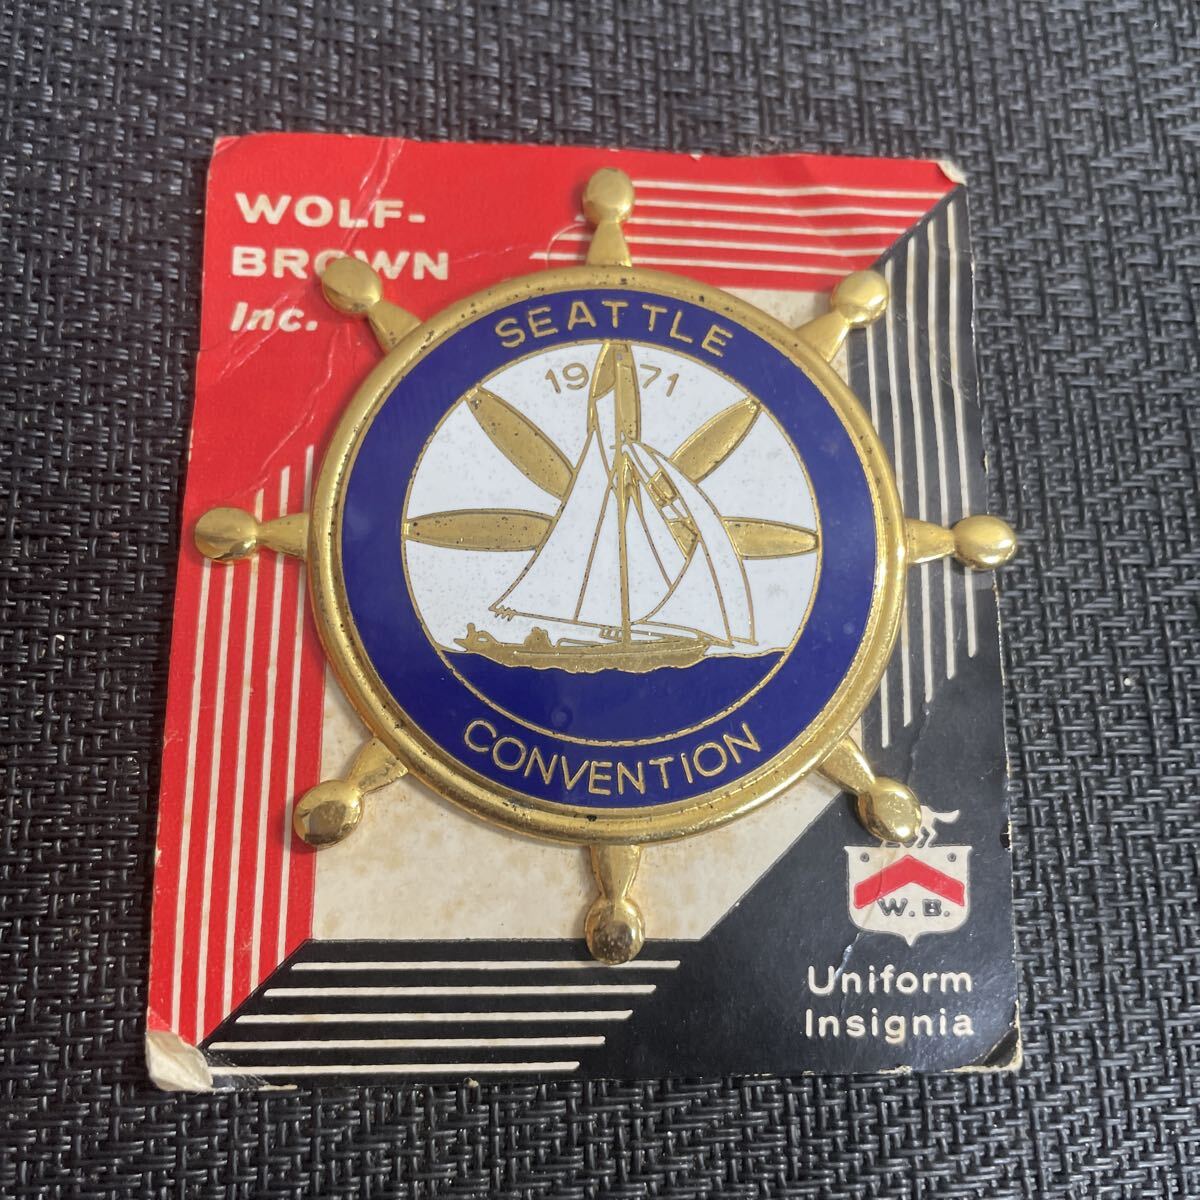 WOLF-
BROWN
Inc.
SEATTLE
1971
CONVENTION
W.B.
Uniform
Insignia